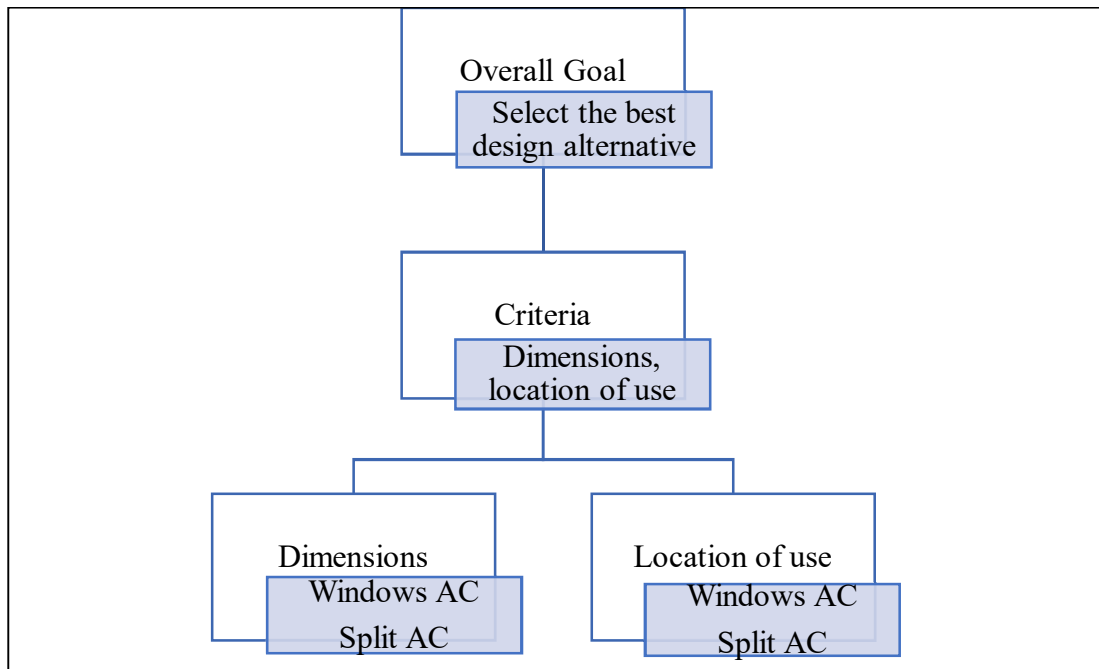 Overall Goal
Select the best
design alternative
Criteria
Dimensions,
location of use
Dimensions
Windows AC
Split AC
Location of use
Windows AC
Split AC